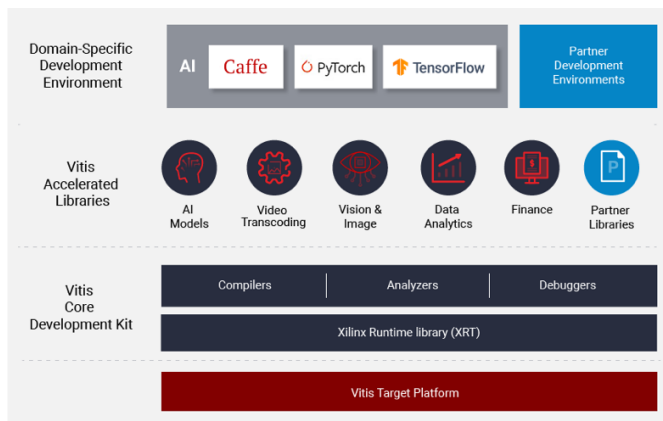 Domain-Specific
Development
Environment
AI
Caffe
PyTorch
TensorFlow
Partner
Development
Environments
Vitis
Accelerated
Libraries
AI
Models
Video
Transcoding
Vision &
Image
Data
Analytics
Finance
P
Partner
Libraries
Vitis
Core
Development Kit
Compilers
Analyzers
Debuggers
Xilinx Runtime library (XRT)
Vitis Target Platform